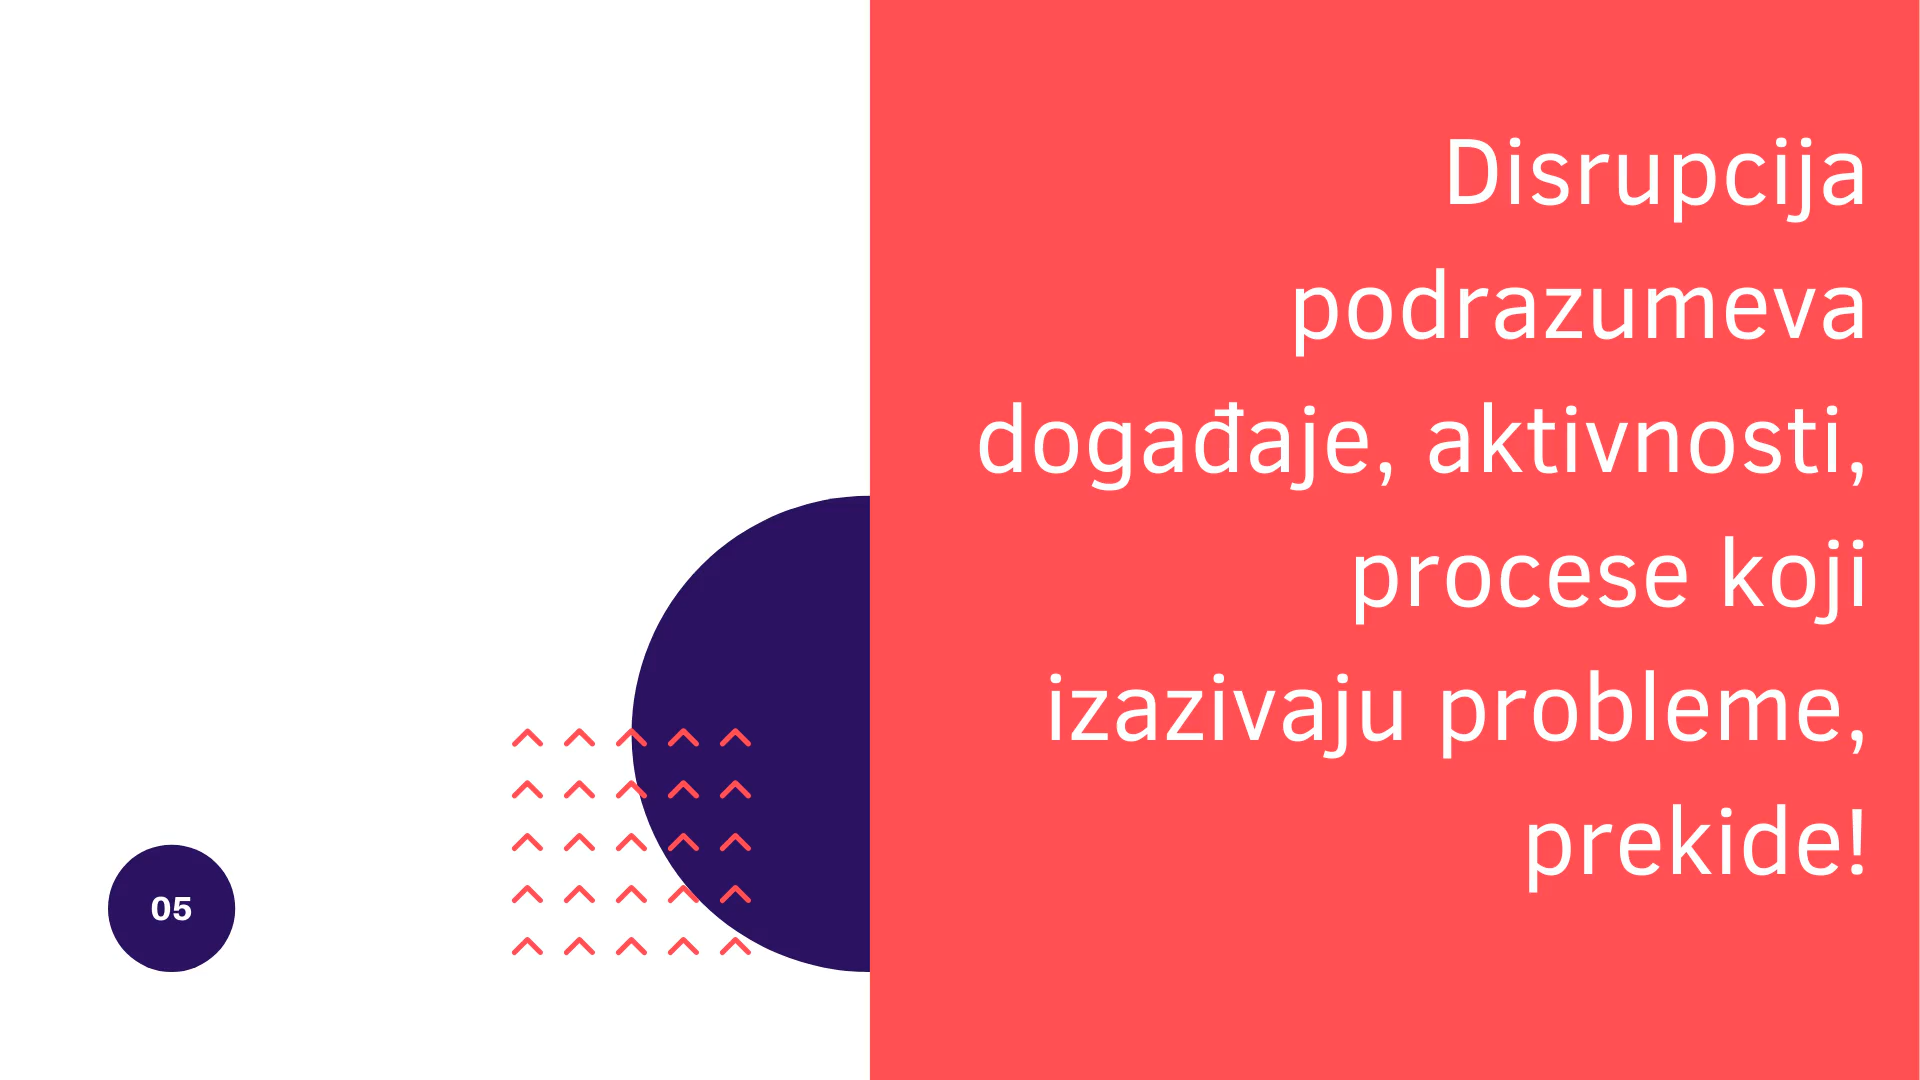 Disrupcija
podrazumeva
događaje, aktivnosti,
procese koji
izazivaju probleme,
prekide!
05